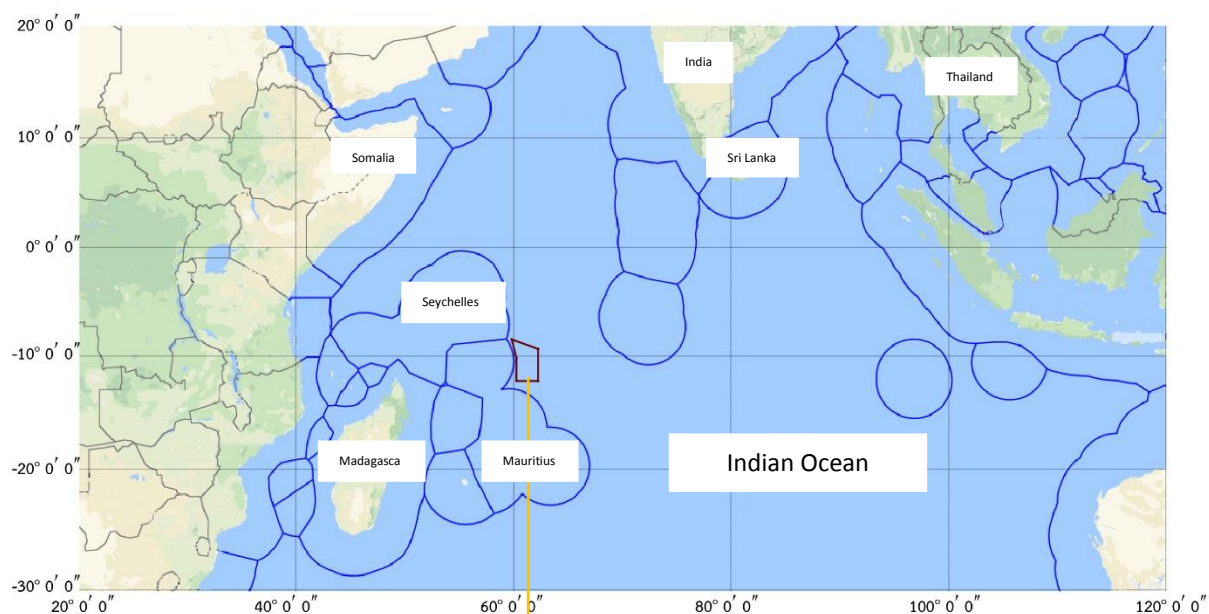 20° 0′ 0″
India
Thailand
10° 0′ 0″
Somalia
Sri Lanka
0° 0′ 0″
Seychelles
-10° 0′ 0″
Madagasca
Mauritius
Indian Ocean
-20° 0′ 0″
-30° 0′ 0″
20° 0′ 0″
40° 0′ 0″
60° 0′ 0″
80° 0′ 0″
100° 0′ 0″
120° 0′ 0″